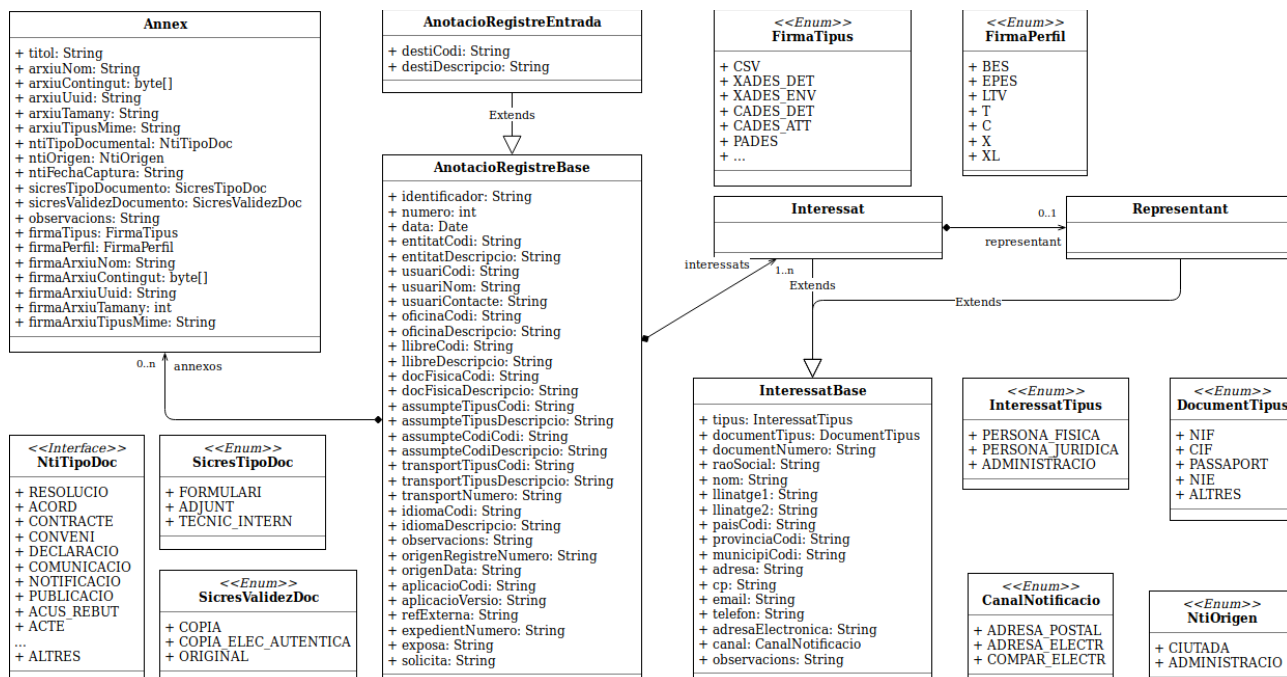 Annex
+ titol: String
+ arxiuNom: String
+ arxiuContingut: byte[]
+ arxiuUuid: String
+ arxiuTamany: String
+ arxiuTipusMime: String
+ ntiTipoDocumental: NtiTipoDoc
+ ntiOrigen: NtiOrigen
+ ntiFechaCaptura: String
+ sicresTipoDocumento: SicresTipoDoc
+ sicresValidezDocumento: SicresValidezDoc
+ observacions: String
+ firmaTipus: FirmaTipus
+ firmaPerfil: FirmaPerfil
+ firmaArxiuNom: String
+ firmaArxiuContingut: byte[]
+ firmaArxiuUuid: String
+ firmaArxiuTamany: int
+ firmaArxiuTipusMime: String
0..n
annexos
AnotacioRegistreEntrada
+ destiCodi: String
+ destiDescripcio: String
Extends
AnotacioRegistreBase
+ identificador: String
+ numero: int
+ data: Date
+ entitatCodi: String
+ entitatDescripcio: String
+ usuariCodi: String
+ usuariNom: String
+ usuariContacte: String
+ oficinaCodi: String
+ oficinaDescripcio: String
+ llibreCodi: String
+ llibreDescripcio: String
+ docFisicaCodi: String
+ docFisicaDescripcio: String
+ assumpteTipusCodi: String
+ assumpteTipusDescripcio: String
+ assumpteCodiCodi: String
+ assumpteCodiDescripcio: String
+ transportTipusCodi: String
+ transportTipusDescripcio: String
+ transportNumero: String
+ idiomaCodi: String
+ idiomaDescripcio: String
+ observacions: String
+ origenRegistreNumero: String
+ origenData: String
+ aplicacioCodi: String
+ aplicacioVersio: String
+ refExterna: String
+ expedientNumero: String
+ exposa: String
+ solicita: String
<<Enum>>
FirmaTipus
+ CSV
+ XADES_DET
+ XADES_ENV
+ CADES_DET
+ CADES_ATT
+ PADES
+ ...
<<Enum>>
FirmaPerfil
+ BES
+ EPES
+ LTV
+ T
+ C
+ X
+ XL
Interessat
0..1
representant
Representant
interessats
1..n
Extends
Extends
InteressatBase
+ tipus: InteressatTipus
+ documentTipus: DocumentTipus
+ documentNumero: String
+ raoSocial: String
+ nom: String
+ llinatge1: String
+ llinatge2: String
+ paisCodi: String
+ provinciaCodi: String
+ municipiCodi: String
+ adresa: String
+ cp: String
+ email: String
+ telefon: String
+ adresaElectronica: String
+ canal: CanalNotificacio
+ observacions: String
<<Enum>>
InteressatTipus
+ PERSONA_FISICA
+ PERSONA_JURIDICA
+ ADMINISTRACIO
<<Enum>>
DocumentTipus
+ NIF
+ CIF
+ PASSAPORT
+ NIE
+ ALTRES
<<Interface>>
NtiTipoDoc
+ RESOLUCIO
+ ACORD
+ CONTRACTE
+ CONVENI
+ DECLARACIO
+ COMUNICACIO
+ NOTIFICACIO
+ PUBLICACIO
+ ACUS_REBUT
+ ACTE
...
+ ALTRES
<<Enum>>
SicresTipoDoc
+ FORMULARI
+ ADJUNT
+ TECNIC_INTERN
<<Enum>>
SicresValidezDoc
+ COPIA
+ COPIA_ELEC_AUTENTICA
+ ORIGINAL
<<Enum>>
CanalNotificacio
+ ADRESA_POSTAL
+ ADRESA_ELECTR
+ COMPAR_ELECTR
<<Enum>>
NtiOrigen
+ CIUTADA
+ ADMINISTRACIO